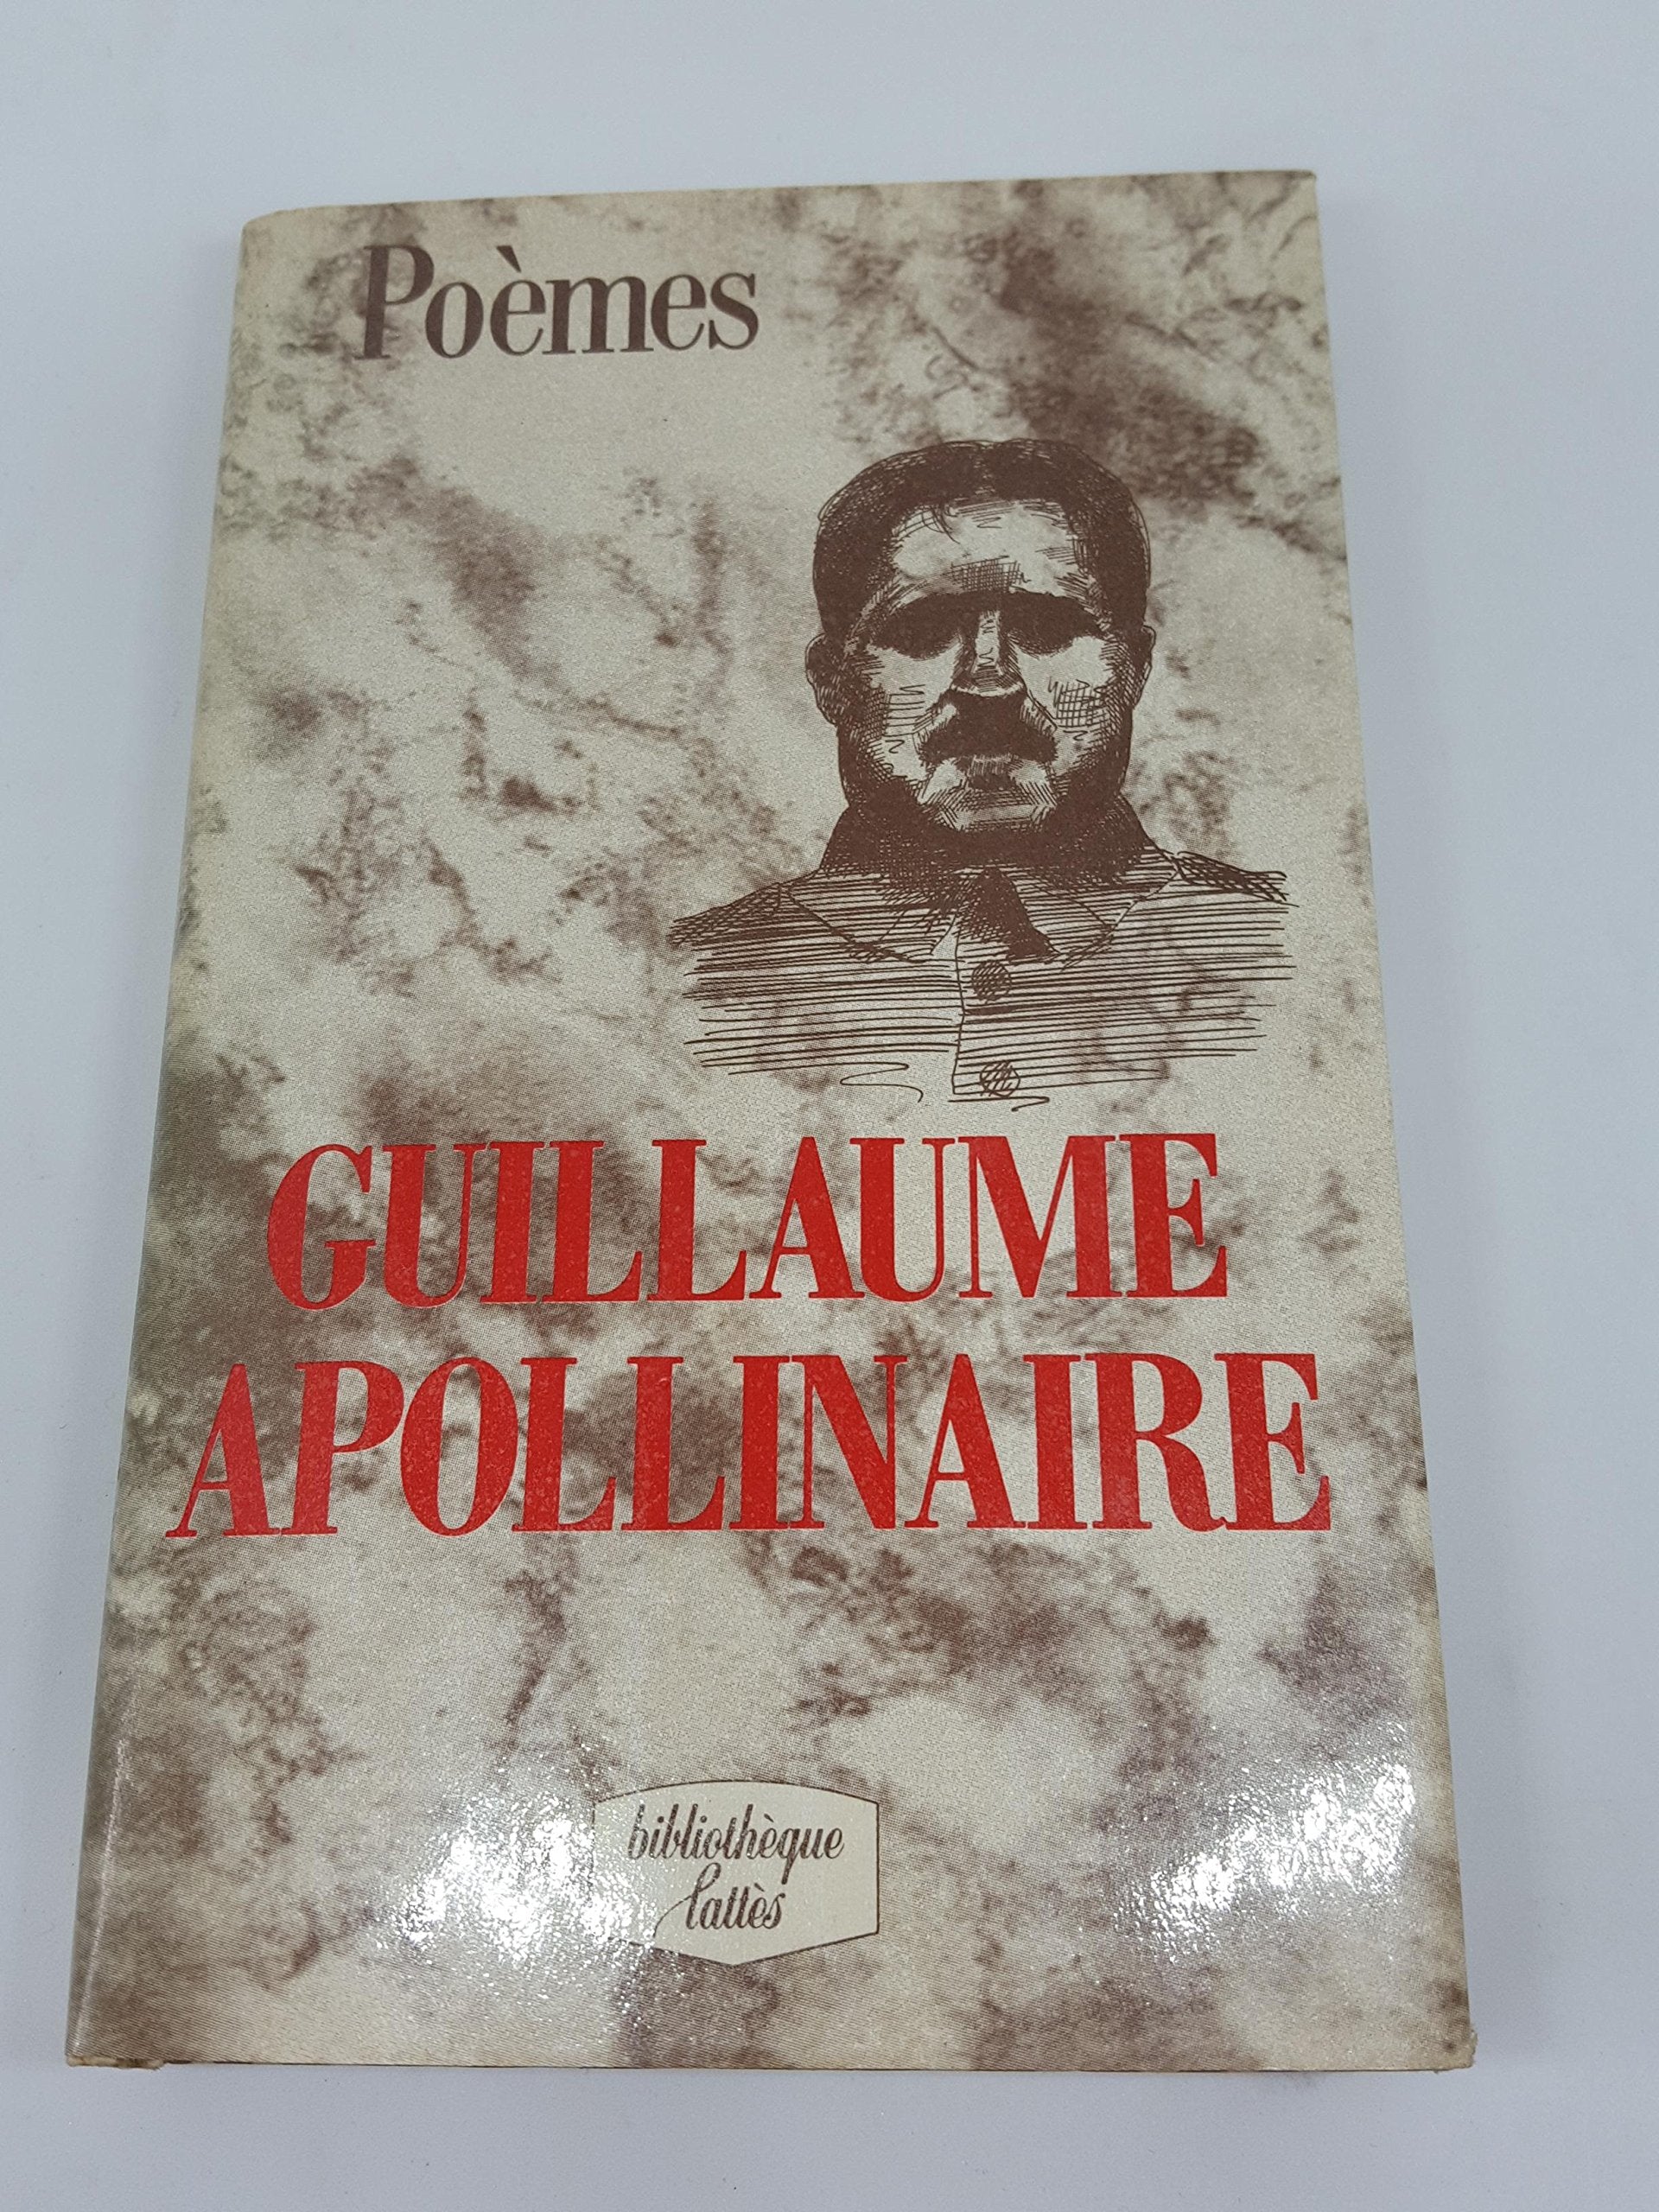 Poèmes
GUILLAUME
APOLLINAIRE
bibliothèque
lattès